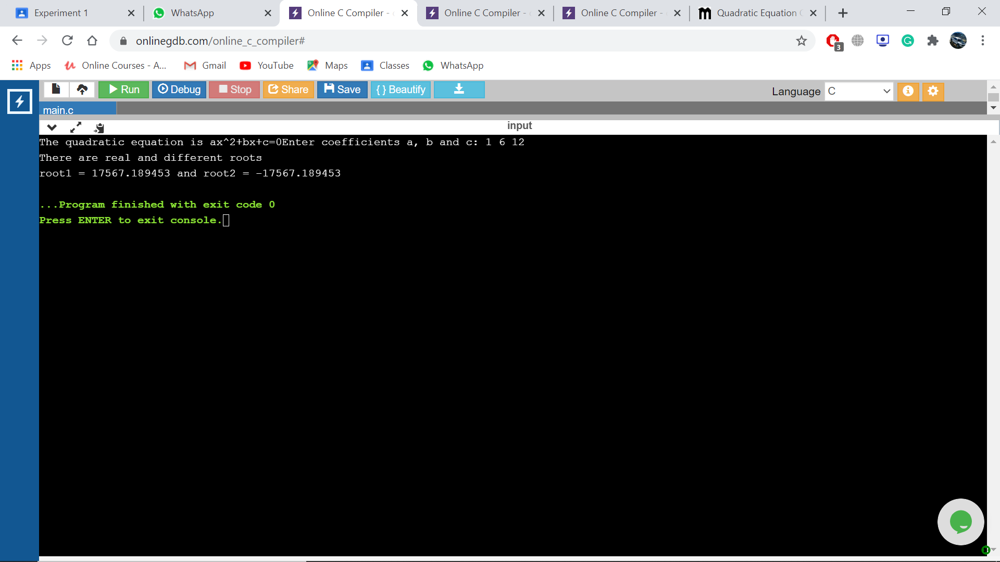 Experiment 1
WhatsApp
Online C Compiler -
Online C Compiler -
Online C Compiler -
Quadratic Equation
onlinegdb.com/online_c_compiler#
3
Apps
Online Courses - A...
Gmail
YouTube
Maps
Classes
WhatsApp
Run
Debug
Stop
Share
Save
{ } Beautify
Language
C
main.c
input
The quadratic equation is ax^2+bx+c=0Enter coefficients a, b and c: 1 6 12
There are real and different roots
root1 = 17567.189453 and root2 = -17567.189453
...Program finished with exit code 0
Press ENTER to exit console.